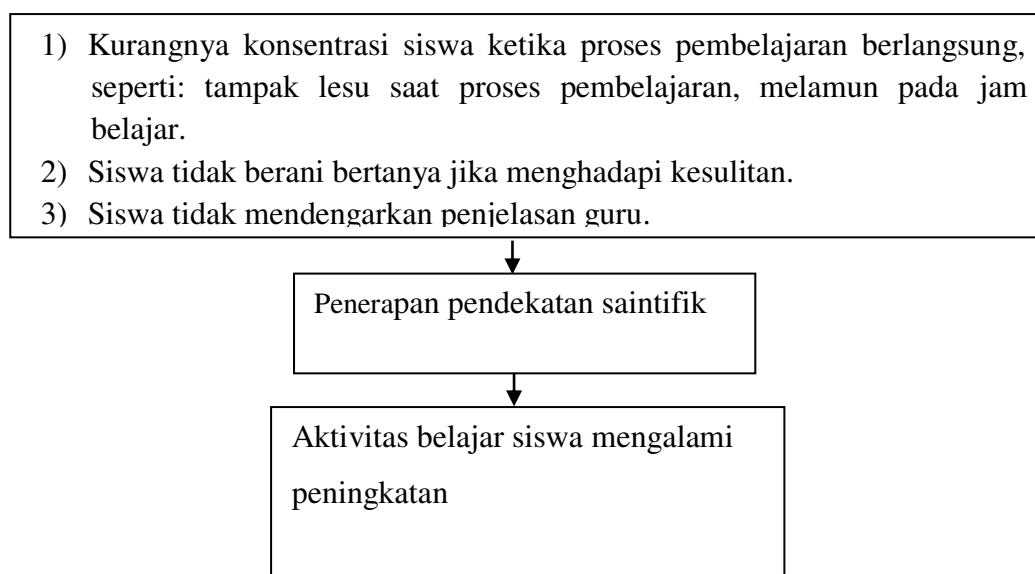 1) Kurangnya konsentrasi siswa ketika proses pembelajaran berlangsung,
seperti: tampak lesu saat proses pembelajaran, melamun pada jam
belajar.
2) Siswa tidak berani bertanya jika menghadapi kesulitan.
3) Siswa tidak mendengarkan penjelasan guru.
Penerapan pendekatan saintifik
Aktivitas belajar siswa mengalami
peningkatan